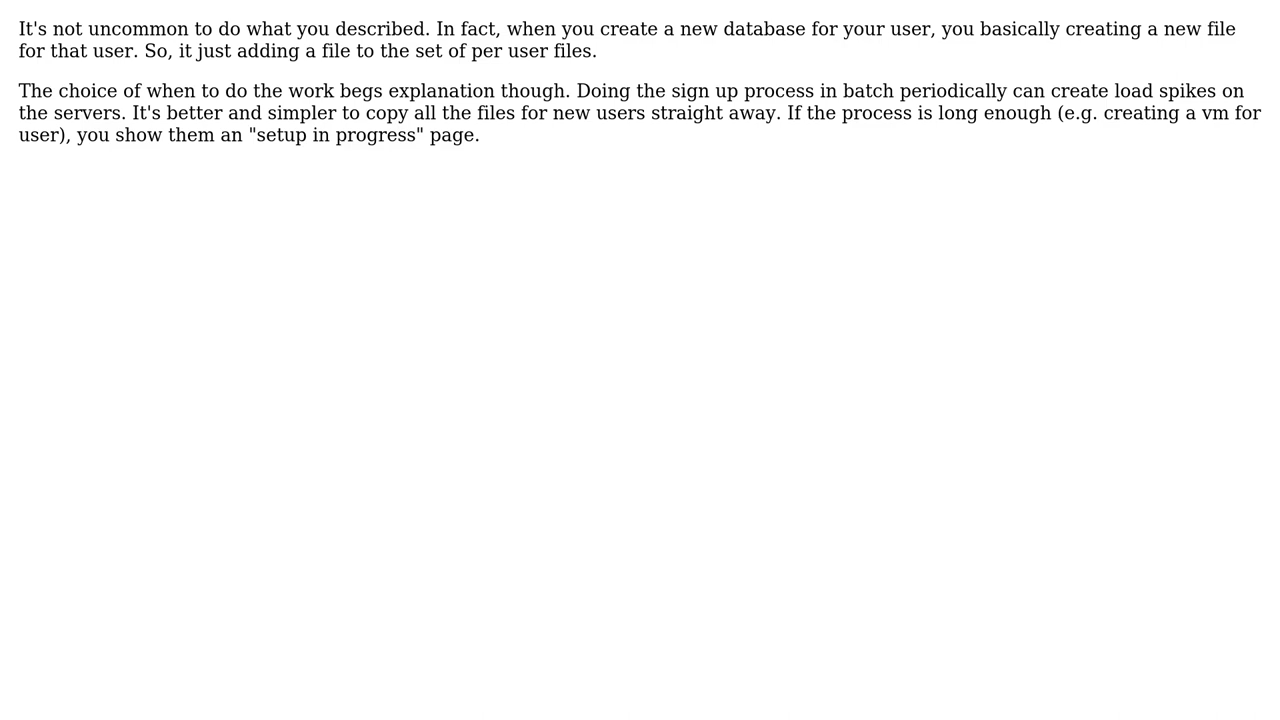 It's not uncommon to do what you described. In fact, when you create a new database for your user, you basically creating a new file
for that user. So, it just adding a file to the set of per user files.
The choice of when to do the work begs explanation though. Doing the sign up process in batch periodically can create load spikes on
the servers. It's better and simpler to copy all the files for new users straight away. If the process is long enough (e.g. creating a vm for
user), you show them an "setup in progress" page.